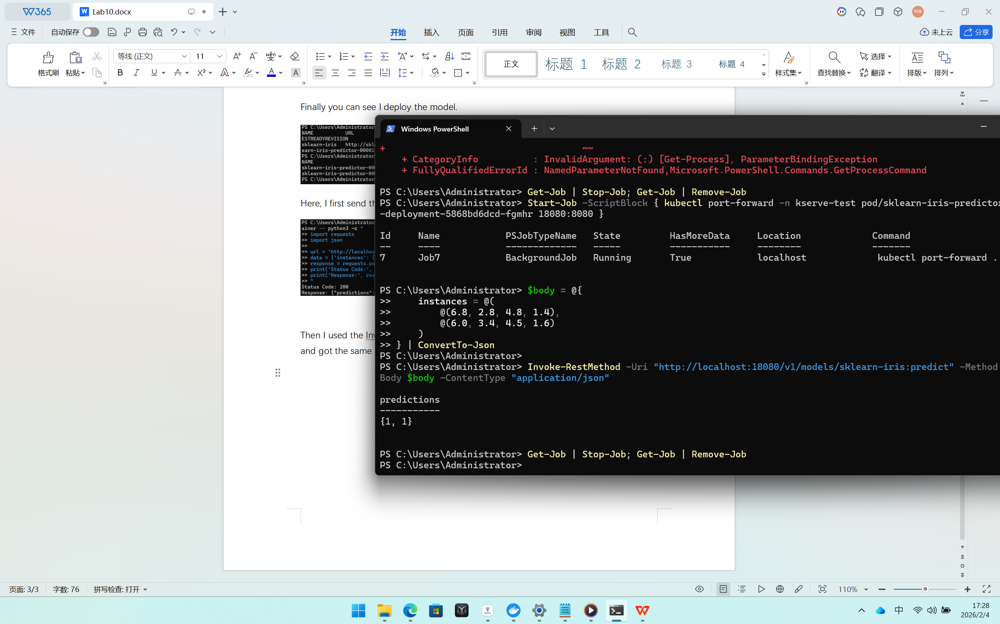 W365
Lab10.docx
炯樟
文件
自动保存
开始
插入
页面
引用
审阅
视图
工具
未上云
分享
格式刷
粘贴
等线 (正文)
11
正文
标题 1
标题 2
标题 3
标题 4
样式集
查找替换
选择
翻译
排版
排列
Finally you can see I deploy the model.
PS C:\Users\Administrator
NAME URL
ESTREADYREVISION
sklearn-iris http://skl
earn-iris-predictor-00001
PS C:\Users\Administrator
NAME
sklearn-iris-predictor-00
sklearn-iris-predictor-00
PS C:\Users\Administrator
Here, I first send th
PS C:\Users\Administrator
ainer -- python3 -c "
>> import requests
>> import json
>>
>> url = 'http://localhos
>> data = {'instances': [
>> response = requests.po
>> print('Status Code:',
>> print('Response:', res
>> "
Status Code: 200
Response: {"predictions":
Then I used the Inv
and got the same
Windows PowerShell
+ ~~
+ CategoryInfo : InvalidArgument: (:) [Get-Process], ParameterBindingException
+ FullyQualifiedErrorId : NamedParameterNotFound,Microsoft.PowerShell.Commands.GetProcessCommand
PS C:\Users\Administrator> Get-Job | Stop-Job; Get-Job | Remove-Job
PS C:\Users\Administrator> Start-Job -ScriptBlock { kubectl port-forward -n kserve-test pod/sklearn-iris-predictor
-deployment-5868bd6dcd-fgmhr 18080:8080 }
Id Name PSJobTypeName State HasMoreData Location Command
-- ---- ------------- ----- ----------- -------- -------
7 Job7 BackgroundJob Running True localhost kubectl port-forward .
PS C:\Users\Administrator> $body = @{
>> instances = @(
>> @(6.8, 2.8, 4.8, 1.4),
>> @(6.0, 3.4, 4.5, 1.6)
>> )
>> } | ConvertTo-Json
PS C:\Users\Administrator>
PS C:\Users\Administrator> Invoke-RestMethod -Uri "http://localhost:18080/v1/models/sklearn-iris:predict" -Method
Body $body -ContentType "application/json"
predictions
-----------
{1, 1}
PS C:\Users\Administrator> Get-Job | Stop-Job; Get-Job | Remove-Job
PS C:\Users\Administrator>
页面: 3/3
字数: 76
拼写检查: 打开
110%
中
17:28
2026/2/4